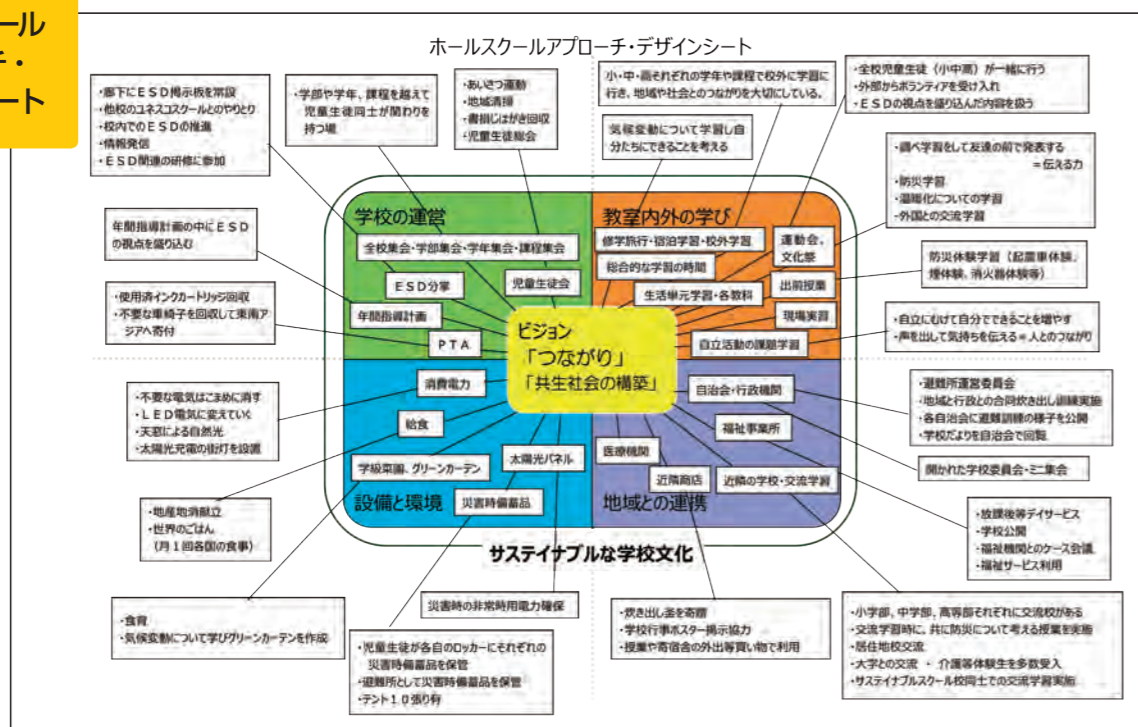 ール
チ・
ート
ホールスクールアプローチ・デザインシート
・廊下にESD掲示板を常設
・他校のユネスコスクールとのやりとり
・校内でのESDの推進
・情報発信
・ESD関連の研修に参加
・学部や学年、課程を越えて
児童生徒同士が関わりを
持つ場
・あいさつ運動
・地域清掃
・書損じはがき回収
・児童生徒総会
小・中・高それぞれの学年や課程で校外に学習に
行き、地域や社会とのつながりを大切にしている。
気候変動について学習し自
分たちにできることを考える
・全校児童生徒(小中高)が一緒に行う
・外部からボランティアを受け入れ
・ESDの視点を盛り込んだ内容を扱う
・調べ学習をして友達の前で発表する
=伝える力
・防災学習
・温暖化についての学習
・外国との交流学習
年間指導計画の中にESD
の視点を盛り込む
防災体験学習(起震車体験、
煙体験、消火器体験等)
・使用済インクカートリッジ回収
・不要な車椅子を回収して東南ア
ジアへ寄付
・自立にむけて自分でできることを増やす
・声を出して気持ちを伝える=人とのつながり
学校の運営
全校集会・学部集会・学年集会・課程集会
ESD分掌
児童生徒会
年間指導計画
PTA
教室内外の学び
修学旅行・宿泊学習・校外学習
運動会、
文化祭
総合的な学習の時間
生活単元学習・各教科
出前授業
現場実習
自立活動の課題学習
ビジョン
「つながり」
「共生社会の構築」
消費電力
給食
学級菜園、グリーンカーテン
太陽光パネル
設備と環境
災害時備蓄品
自治会・行政機関
福祉事業所
医療機関
近隣商店
近隣の学校・交流学習
地域との連携
サステイナブルな学校文化
・不要な電気はこまめに消す
・LED電気に変えていく
・天窓による自然光
・太陽光充電の街灯を設置
・地産地消献立
・世界のごはん
(月1回各国の食事)
・食育
・気候変動について学びグリーンカーテンを作成
災害時の非常時用電力確保
・児童生徒が各自のロッカーにそれぞれの
災害時備蓄品を保管
・避難所として災害時備蓄品を保管
・テント10張り有
・避難所運営委員会
・地域と行政との合同炊き出し訓練実施
・各自治会に避難訓練の様子を公開
・学校だよりを自治会で回覧
開かれた学校委員会・ミニ集会
・放課後等デイサービス
・学校公開
・福祉機関とのケース会議
・福祉サービス利用
・炊き出し釜を寄贈
・学校行事ポスター掲示協力
・授業や寄宿舎の外出等買い物で利用
・小学部、中学部、高等部それぞれに交流校がある
・交流学習時に、共に防災について考える授業を実施
・居住地校交流
・大学との交流 ・ 介護等体験生を多数受入
・サステイナブルスクール校同士での交流学習実施